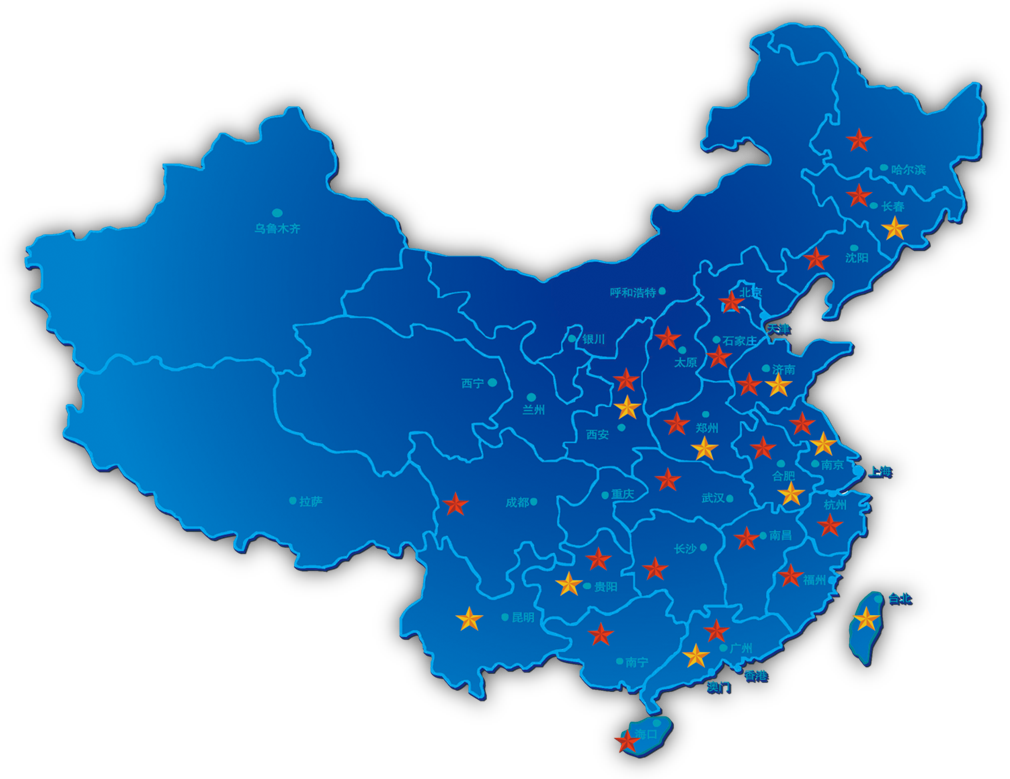 哈尔滨
长春
乌鲁木齐
沈阳
呼和浩特
北京
天津
银川
石家庄
太原
济南
西宁
兰州
郑州
西安
南京
上海
合肥
重庆
武汉
拉萨
成都
杭州
南昌
长沙
福州
贵阳
台北
昆明
广州
南宁
香港
澳门
海口